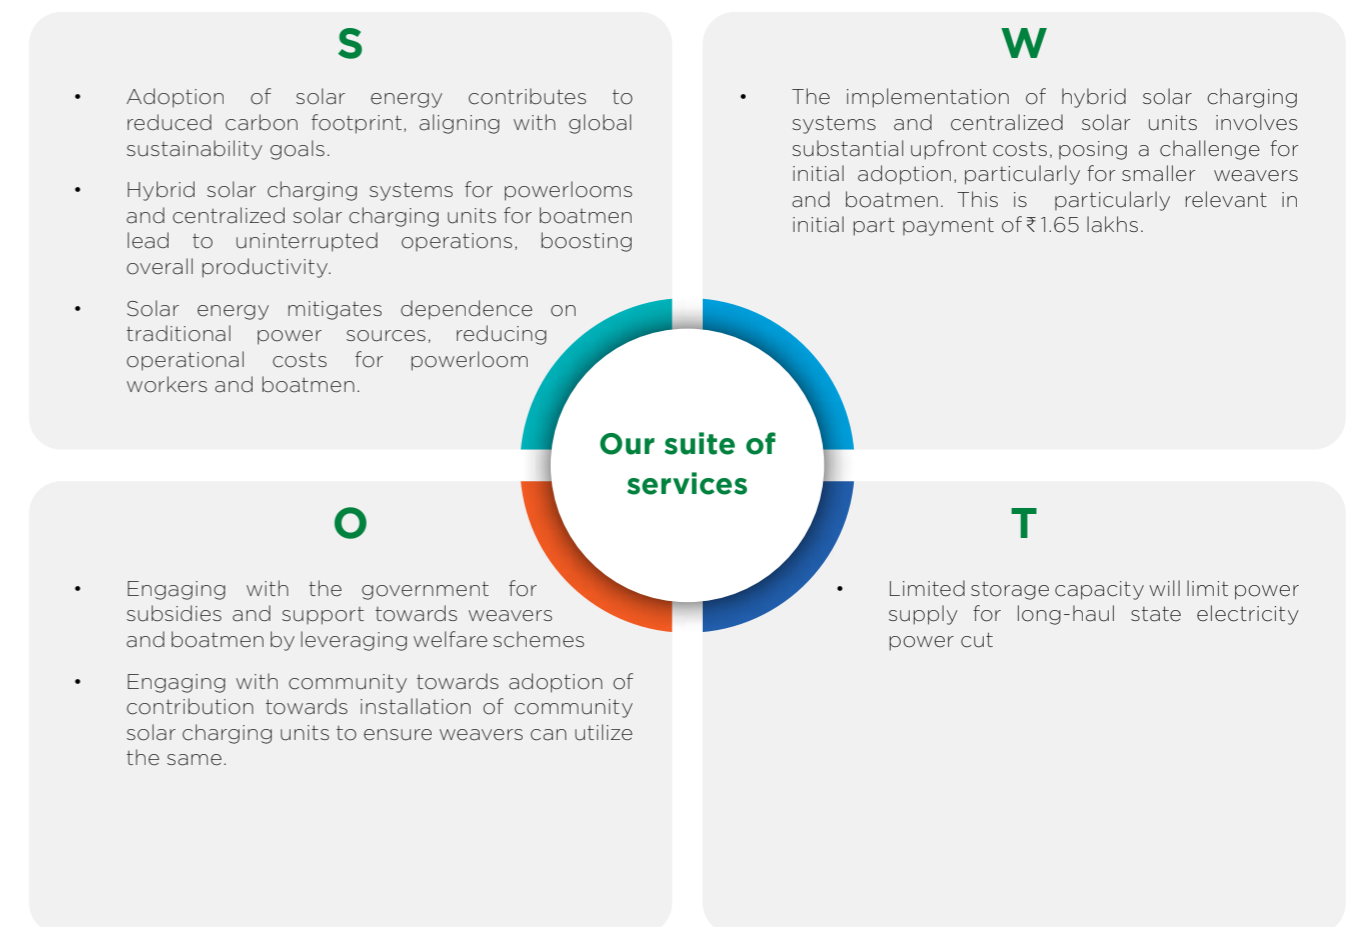 S
• Adoption of solar energy contributes to
reduced carbon footprint, aligning with global
sustainability goals.
• Hybrid solar charging systems for powerlooms
and centralized solar charging units for boatmen
lead to uninterrupted operations, boosting
overall productivity.
• Solar energy mitigates dependence on
traditional power sources, reducing
operational costs for powerloom
workers and boatmen.
W
• The implementation of hybrid solar charging
systems and centralized solar units involves
substantial upfront costs, posing a challenge for
initial adoption, particularly for smaller weavers
and boatmen. This is particularly relevant in
initial part payment of ₹1.65 lakhs.
Our suite of
services
O
• Engaging with the government for
subsidies and support towards weavers
and boatmen by leveraging welfare schemes
• Engaging with community towards adoption of
contribution towards installation of community
solar charging units to ensure weavers can utilize
the same.
T
• Limited storage capacity will limit power
supply for long-haul state electricity
power cut